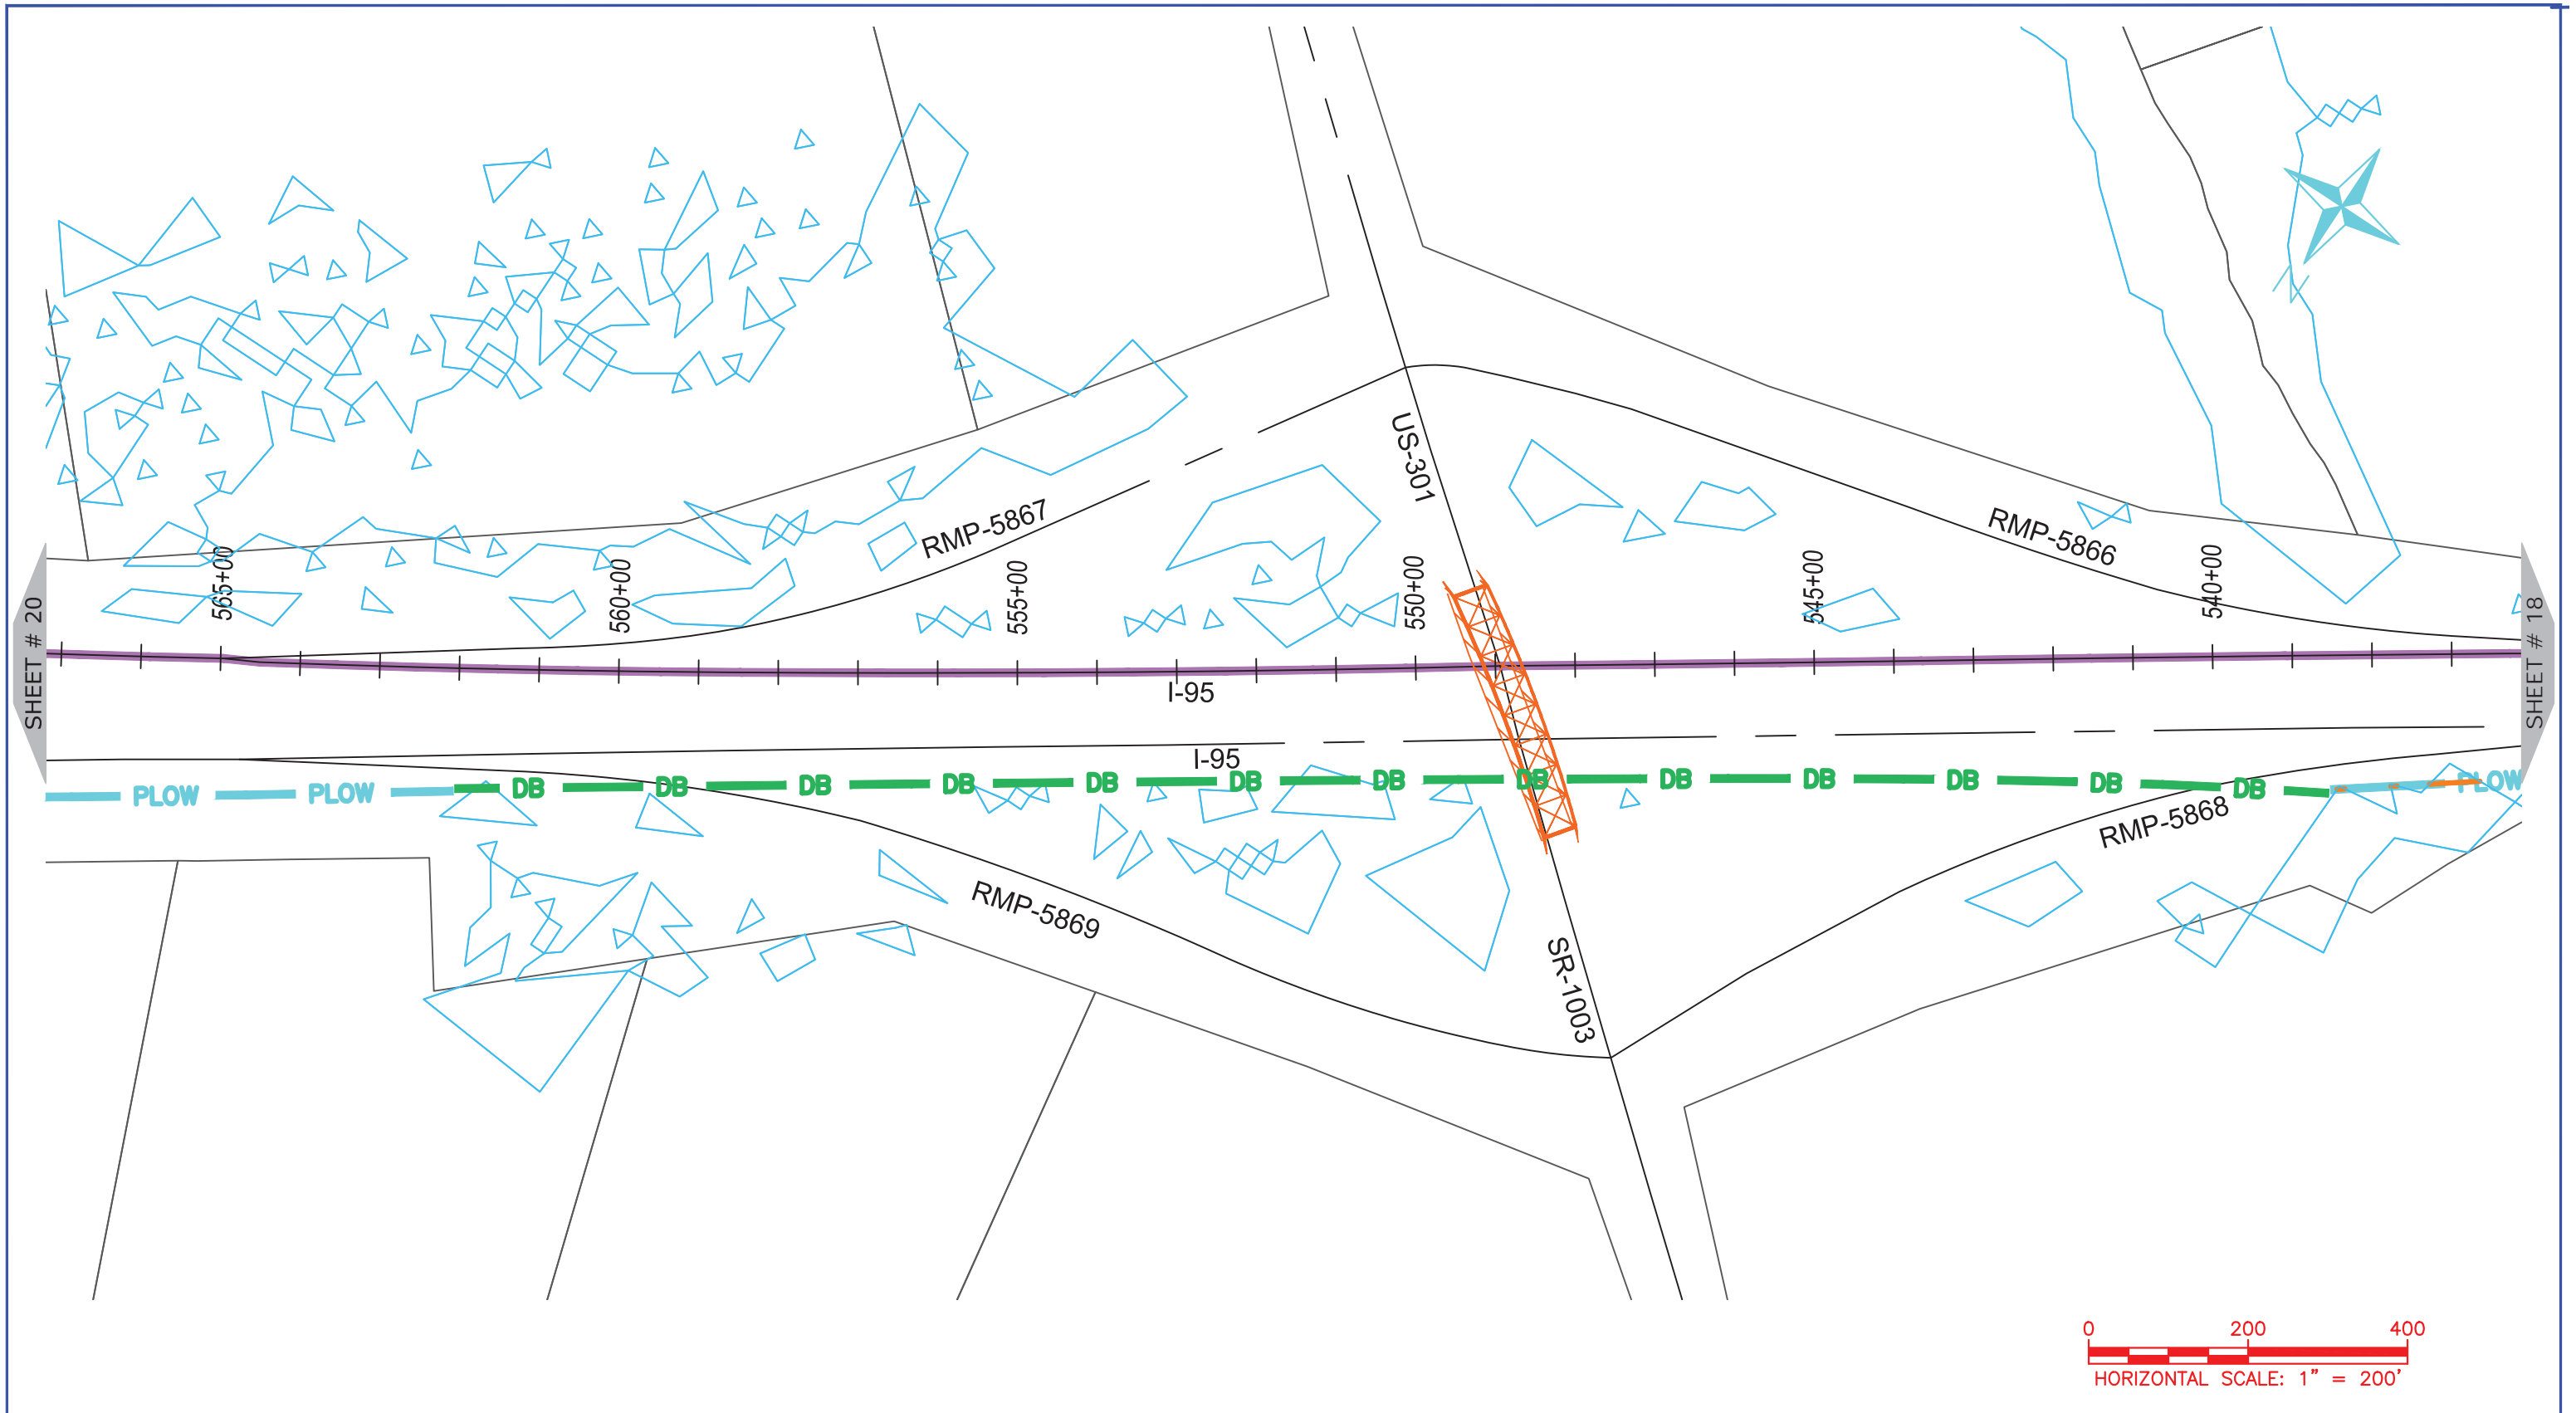 US-301
RMP-5867
RMP-5866
565+00
560+00
555+00
550+00
545+00
540+00
SHEET # 20
SHEET # 18
I-95
I-95
PLOW PLOW DB DB DB DB DB DB DB DB DB DB DB DB DB PLOW
RMP-5868
RMP-5869
SR-1003
N
0 200 400
HORIZONTAL SCALE: 1" = 200'